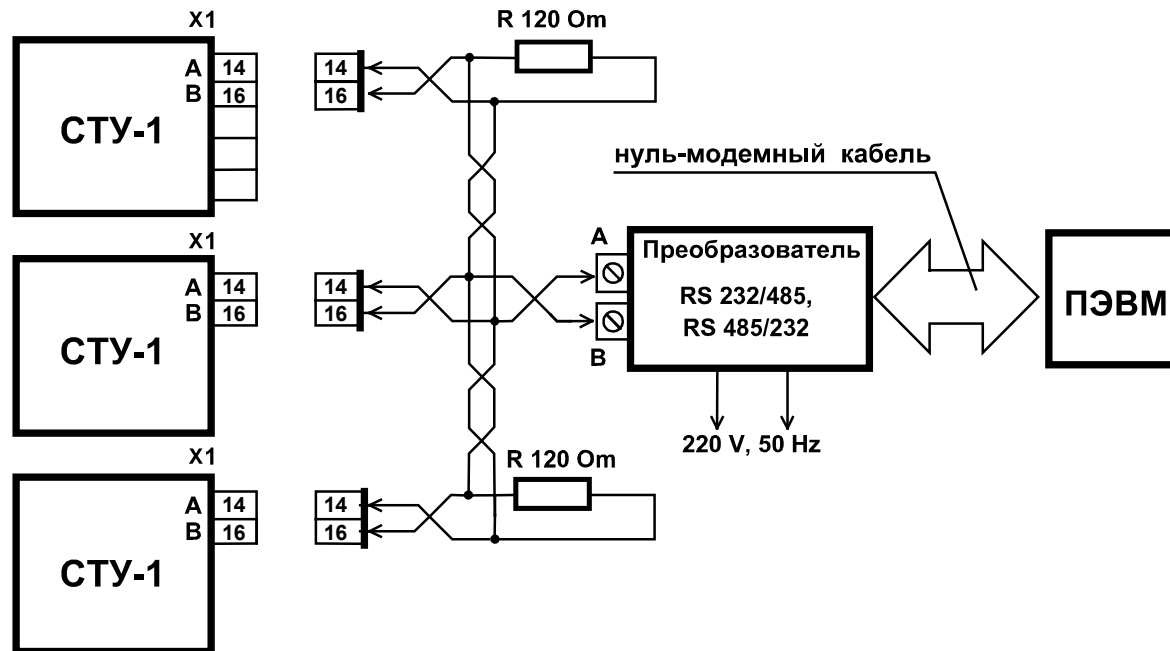 X1
R 120 Om
A 14
B 16
СТУ-1
14
16
нуль-модемный кабель
X1
A 14
B 16
СТУ-1
14
16
A
B
Преобразователь
RS 232/485,
RS 485/232
ПЭВМ
220 V, 50 Hz
X1
R 120 Om
A 14
B 16
СТУ-1
14
16